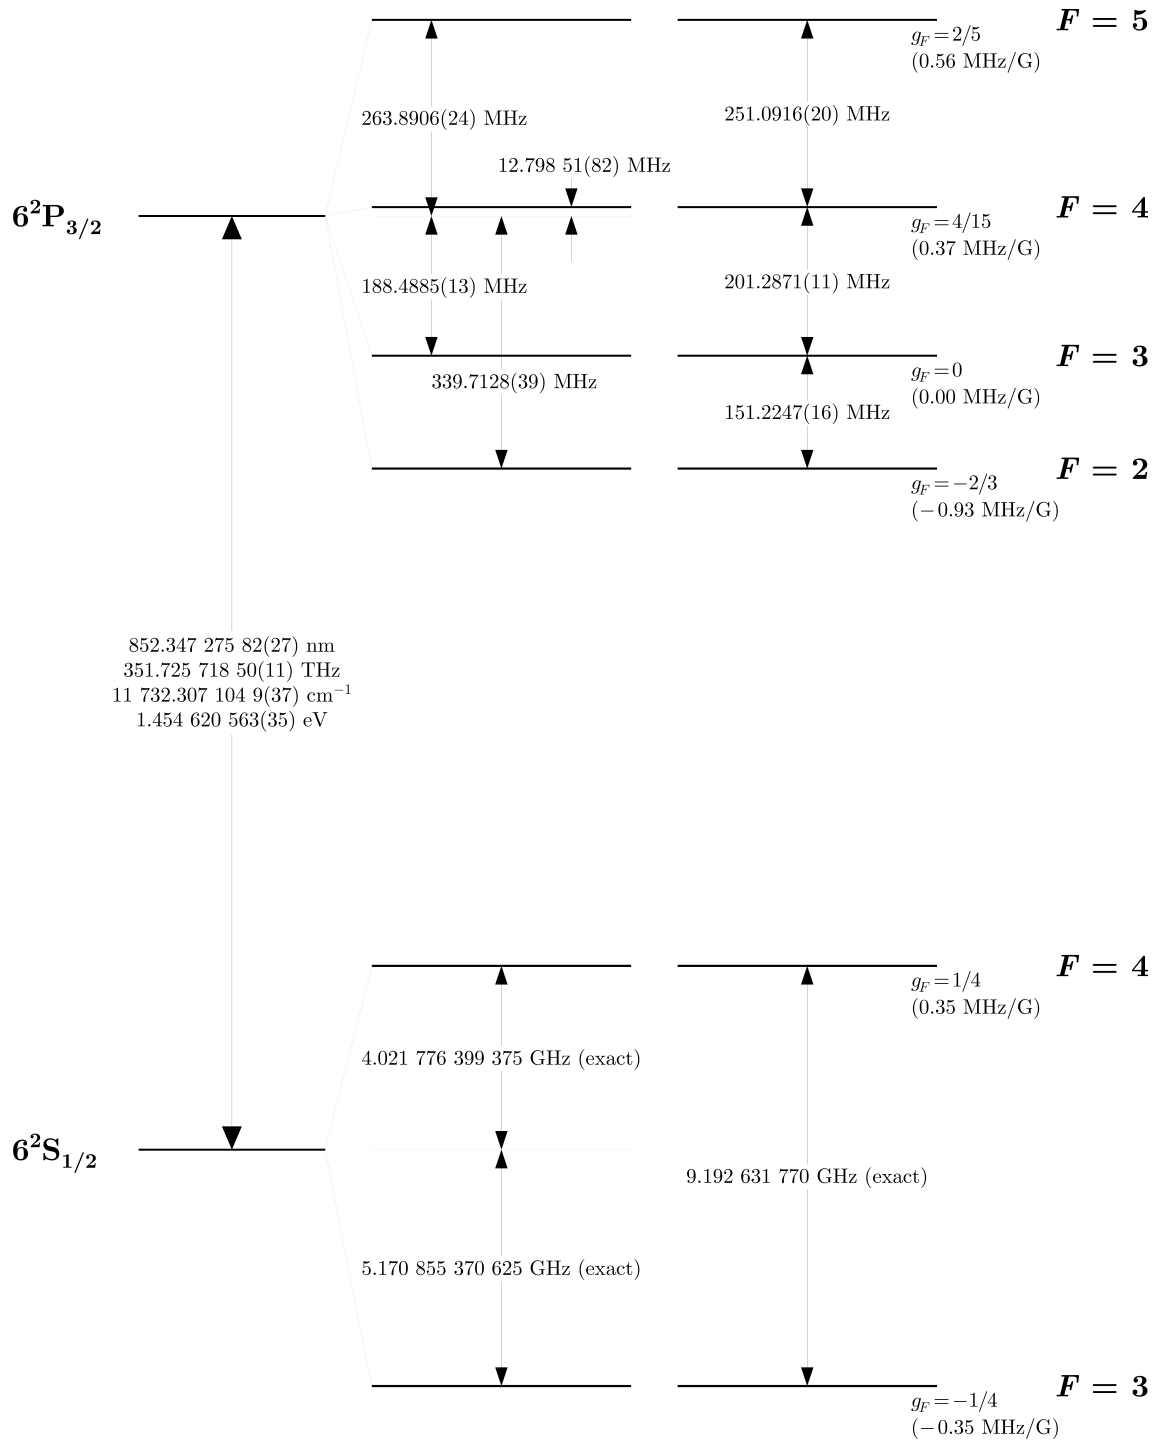 F = 5
g_F = 2/5
(0.56 MHz/G)
263.8906(24) MHz
251.0916(20) MHz
12.798 51(82) MHz
6²P₃/₂
F = 4
g_F = 4/15
(0.37 MHz/G)
188.4885(13) MHz
201.2871(11) MHz
F = 3
g_F = 0
(0.00 MHz/G)
339.7128(39) MHz
151.2247(16) MHz
F = 2
g_F = −2/3
(−0.93 MHz/G)
852.347 275 82(27) nm
351.725 718 50(11) THz
11 732.307 104 9(37) cm⁻¹
1.454 620 563(35) eV
F = 4
g_F = 1/4
(0.35 MHz/G)
4.021 776 399 375 GHz (exact)
6²S₁/₂
9.192 631 770 GHz (exact)
5.170 855 370 625 GHz (exact)
F = 3
g_F = −1/4
(−0.35 MHz/G)